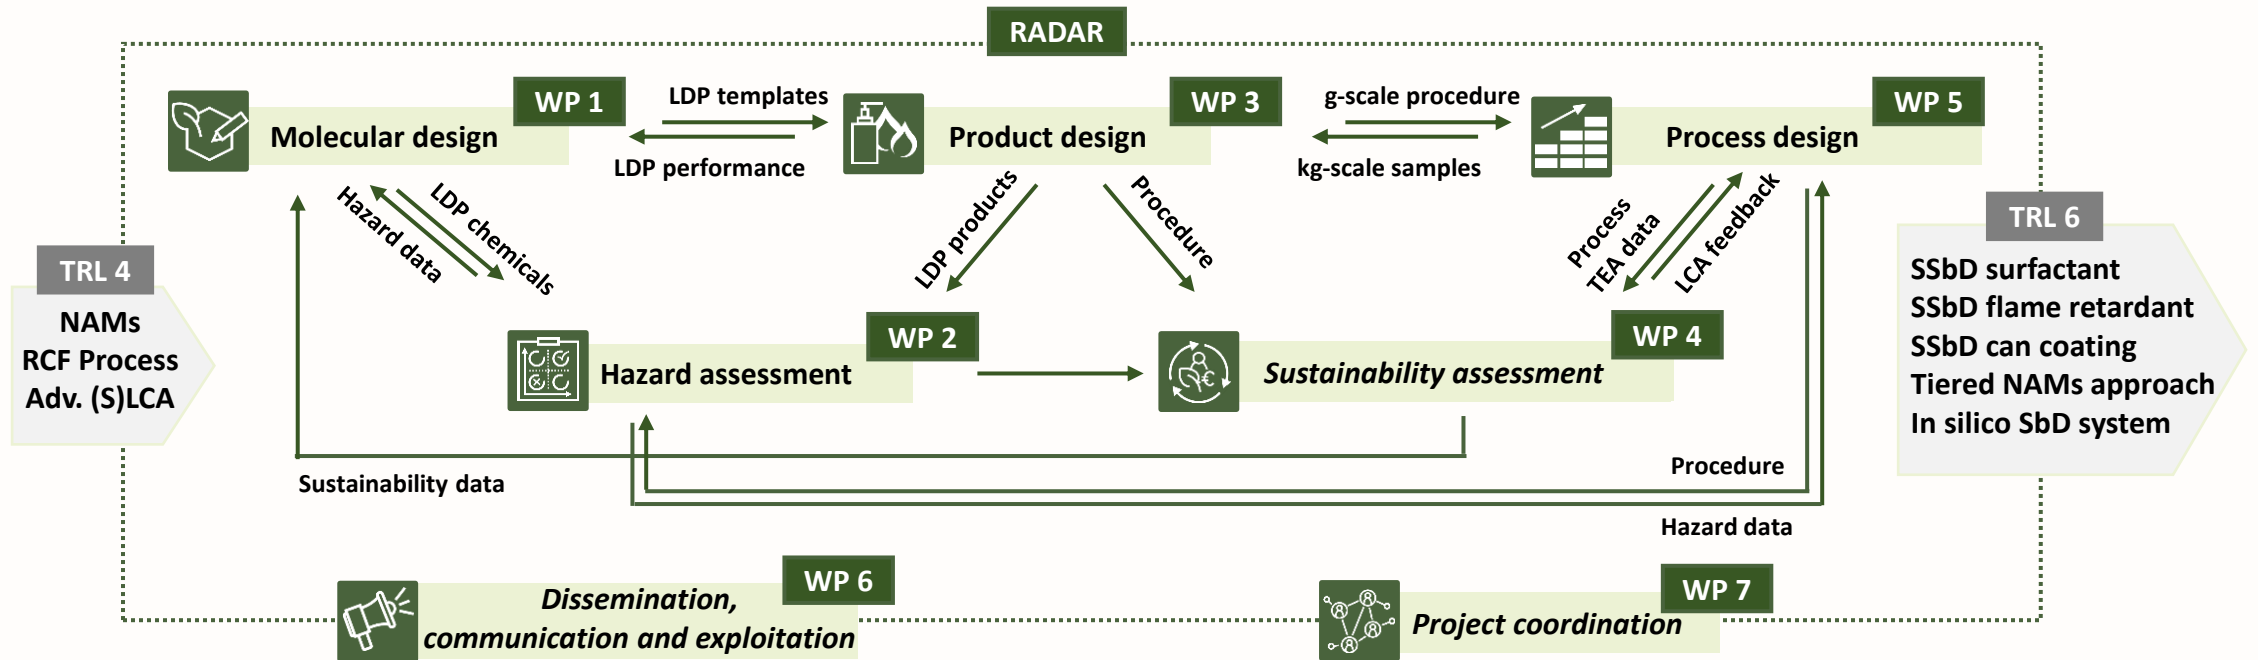 RADAR
WP 1
Molecular design
LDP templates
LDP performance
WP 3
Product design
g-scale procedure
kg-scale samples
WP 5
Process design
LDP chemicals
Hazard data
LDP products
Procedure
Process
TEA data
LCA feedback
TRL 4
NAMs
RCF Process
Adv. (S)LCA
WP 2
Hazard assessment
WP 4
Sustainability assessment
TRL 6
SSbD surfactant
SSbD flame retardant
SSbD can coating
Tiered NAMs approach
In silico SbD system
Sustainability data
Procedure
Hazard data
WP 6
Dissemination,
communication and exploitation
WP 7
Project coordination